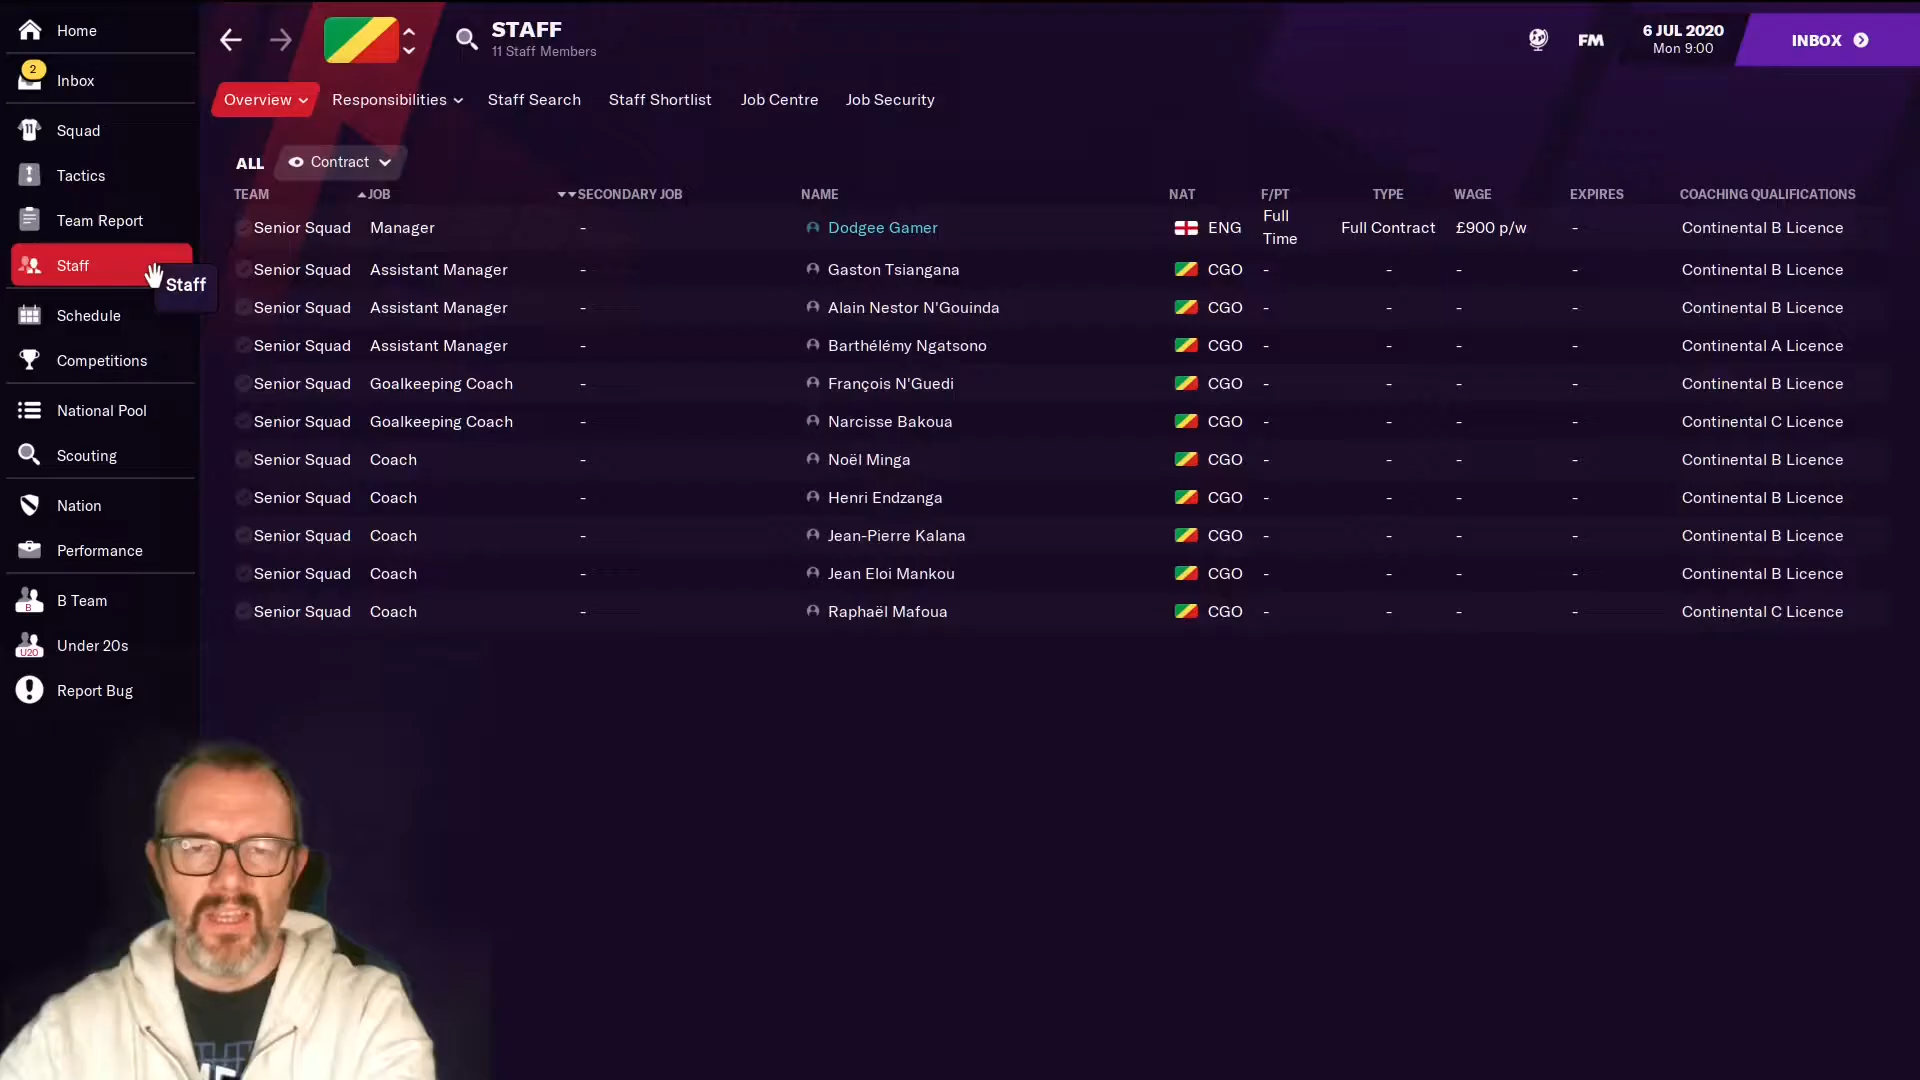 Home
2
Inbox
Squad
Tactics
Team Report
Staff
Staff
Schedule
Competitions
National Pool
Scouting
Nation
Performance
B
B Team
U20
Under 20s
Report Bug
STAFF
11 Staff Members
FM
6 JUL 2020
Mon 9:00
INBOX
Overview
Responsibilities
Staff Search
Staff Shortlist
Job Centre
Job Security
ALL
Contract
TEAM JOB SECONDARY JOB NAME NAT F/PT TYPE WAGE EXPIRES COACHING QUALIFICATIONS
Senior Squad Manager - Dodgee Gamer ENG Full Time Full Contract £900 p/w - Continental B Licence
Senior Squad Assistant Manager - Gaston Tsiangana CGO - - - - Continental B Licence
Senior Squad Assistant Manager - Alain Nestor N'Gouinda CGO - - - - Continental B Licence
Senior Squad Assistant Manager - Barthélémy Ngatsono CGO - - - - Continental A Licence
Senior Squad Goalkeeping Coach - François N'Guedi CGO - - - - Continental B Licence
Senior Squad Goalkeeping Coach - Narcisse Bakoua CGO - - - - Continental C Licence
Senior Squad Coach - Noël Minga CGO - - - - Continental B Licence
Senior Squad Coach - Henri Endzanga CGO - - - - Continental B Licence
Senior Squad Coach - Jean-Pierre Kalana CGO - - - - Continental B Licence
Senior Squad Coach - Jean Eloi Mankou CGO - - - - Continental B Licence
Senior Squad Coach - Raphaël Mafoua CGO - - - - Continental C Licence